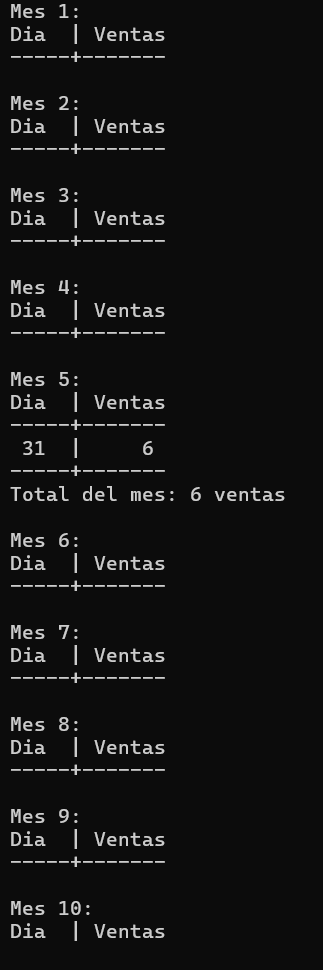 Mes 1:
Dia  | Ventas
-----+-------
Mes 2:
Dia  | Ventas
-----+-------
Mes 3:
Dia  | Ventas
-----+-------
Mes 4:
Dia  | Ventas
-----+-------
Mes 5:
Dia  | Ventas
-----+-------
 31  |     6
-----+-------
Total del mes: 6 ventas
Mes 6:
Dia  | Ventas
-----+-------
Mes 7:
Dia  | Ventas
-----+-------
Mes 8:
Dia  | Ventas
-----+-------
Mes 9:
Dia  | Ventas
-----+-------
Mes 10:
Dia  | Ventas